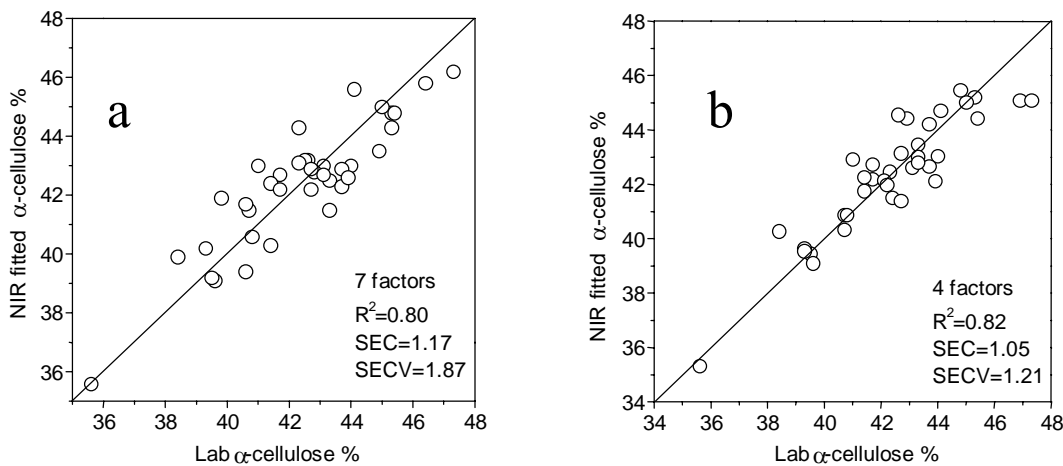 48
46
44
42
40
38
36
NIR fitted α-cellulose %
a
7 factors
R²=0.80
SEC=1.17
SECV=1.87
36 38 40 42 44 46 48
Lab α-cellulose %
48
46
44
42
40
38
36
34
NIR fitted α-cellulose %
b
4 factors
R²=0.82
SEC=1.05
SECV=1.21
34 36 38 40 42 44 46 48
Lab α-cellulose %